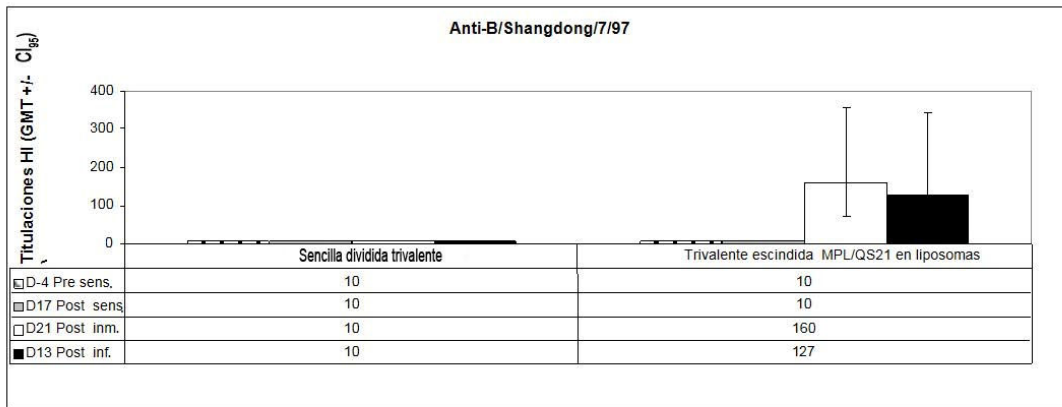 Anti-B/Shangdong/7/97
Titulaciones HI (GMT +/- CI95)
400
300
200
100
0
Sencilla dividida trivalente Trivalente escindida MPL/QS21 en liposomas
D-4 Pre sens. 10 10
D17 Post sens. 10 10
D21 Post inm. 10 160
D13 Post inf. 10 127